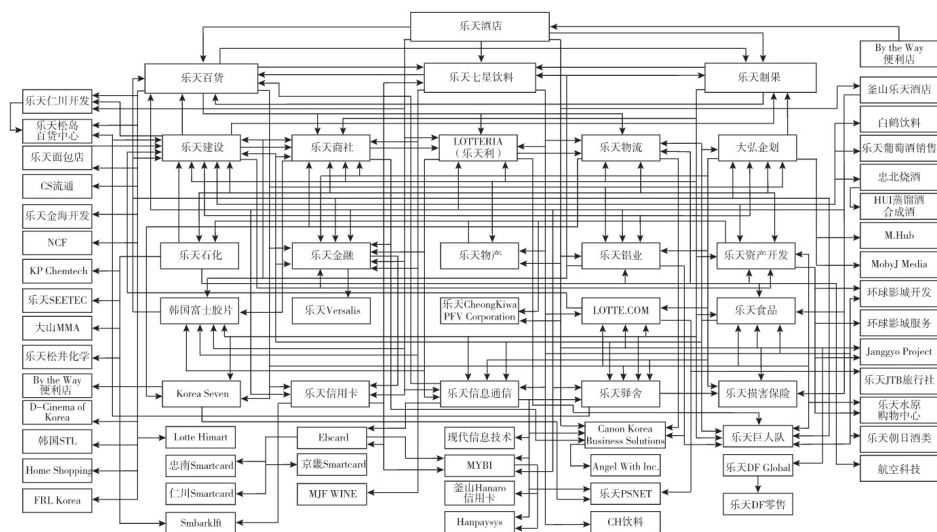 乐天酒店
By the Way
便利店
乐天百货
乐天七星饮料
乐天制果
釜山乐天酒店
乐天仁川开发
白鹤饮料
乐天松岛
百货中心
乐天建设
乐天商社
LOTTERIA
（乐天利）
乐天物流
大弘企划
乐天葡萄酒销售
乐天面包店
忠北烧酒
CS流通
HUI蒸馏酒
合成酒
乐天金海开发
M.Hub
NCF
乐天石化
乐天金融
乐天物产
乐天铝业
乐天资产开发
MobyJ Media
KP Chemtech
环球影城开发
乐天SEETEC
韩国富士胶片
乐天Versalis
乐天CheongKiwa
PFV Corporation
LOTTE.COM
乐天食品
环球影城服务
大山MMA
Janggyo Project
乐天松井化学
乐天JTB旅行社
By the Way
便利店
Korea Seven
乐天信用卡
乐天信息通信
乐天驿舍
乐天损害保险
乐天水原
购物中心
D-Cinema of
Korea
Lotte Himart
Ebcard
现代信息技术
Canon Korea
Business Solutions
乐天巨人队
乐天朝日酒类
韩国STL
忠南Smartcard
京畿Smartcard
MYBI
Angel With lnc.
乐天DF Global
航空科技
Home Shopping
仁川Smartcard
MJF WINE
釜山Hanaro
信用卡
乐天PSNET
乐天DF零售
FRL Korea
Smbarklft
Hanpaysys
CH饮料